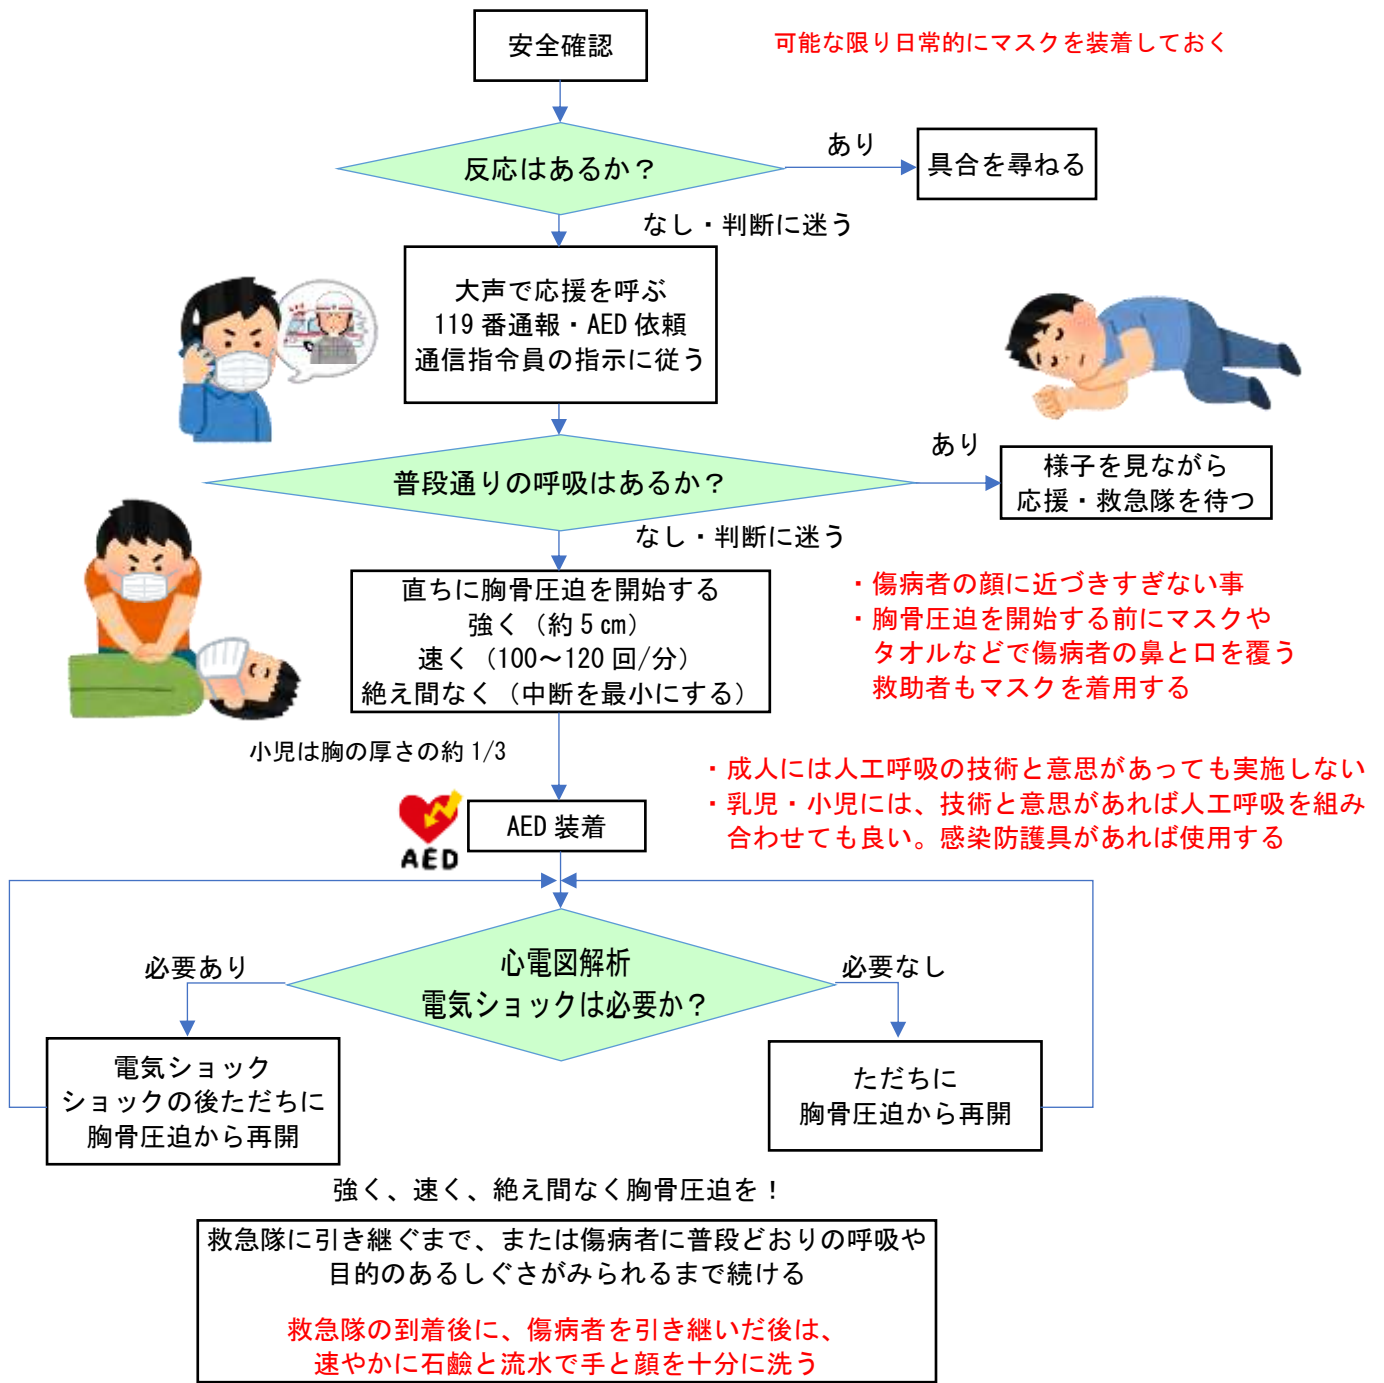 安全確認
可能な限り日常的にマスクを装着しておく
反応はあるか？
あり
具合を尋ねる
なし・判断に迷う
大声で応援を呼ぶ
119 番通報・AED 依頼
通信指令員の指示に従う
普段通りの呼吸はあるか？
あり
様子を見ながら
応援・救急隊を待つ
なし・判断に迷う
直ちに胸骨圧迫を開始する
強く（約 5 cm）
速く（100～120 回/分）
絶え間なく（中断を最小にする）
・傷病者の顔に近づきすぎない事
・胸骨圧迫を開始する前にマスクや
タオルなどで傷病者の鼻と口を覆う
救助者もマスクを着用する
小児は胸の厚さの約 1/3
・成人には人工呼吸の技術と意思があっても実施しない
・乳児・小児には、技術と意思があれば人工呼吸を組み
合わせても良い。感染防護具があれば使用する
AED
AED 装着
心電図解析
電気ショックは必要か？
必要あり
必要なし
電気ショック
ショックの後ただちに
胸骨圧迫から再開
ただちに
胸骨圧迫から再開
強く、速く、絶え間なく胸骨圧迫を！
救急隊に引き継ぐまで、または傷病者に普段どおりの呼吸や
目的のあるしぐさがみられるまで続ける
救急隊の到着後に、傷病者を引き継いだ後は、
速やかに石鹼と流水で手と顔を十分に洗う